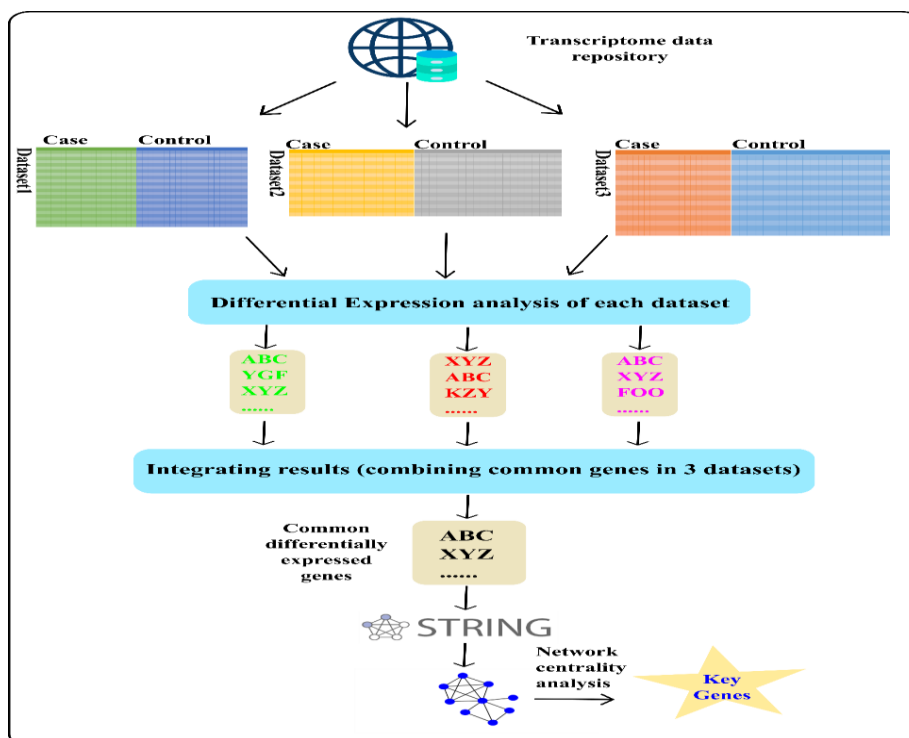 Transcriptome data
repository
Case Control
Dataset1
Case Control
Dataset2
Case Control
Dataset3
Differential Expression analysis of each dataset
ABC
YGF
XYZ
......
XYZ
ABC
KZY
......
ABC
XYZ
FOO
......
Integrating results (combining common genes in 3 datasets)
Common
differentially
expressed
genes
ABC
XYZ
......
STRING
Network
centrality
analysis
Key
Genes